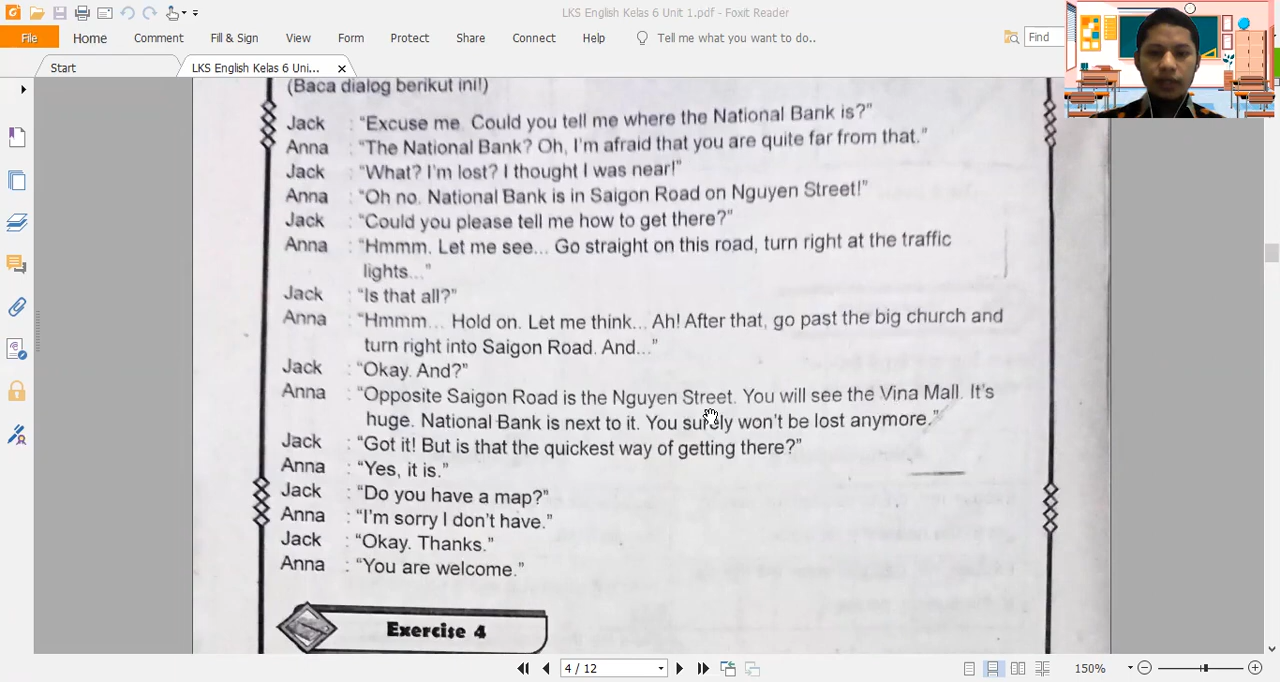 LKS English Kelas 6 Unit 1.pdf - Foxit Reader
File Home Comment Fill & Sign View Form Protect Share Connect Help Tell me what you want to do.. Find
Start LKS English Kelas 6 Uni...
(Baca dialog berikut ini!)
Jack : “Excuse me. Could you tell me where the National Bank is?”
Anna : “The National Bank? Oh, I'm afraid that you are quite far from that.”
Jack : “What? I'm lost? I thought I was near!”
Anna : “Oh no. National Bank is in Saigon Road on Nguyen Street!”
Jack : “Could you please tell me how to get there?”
Anna : “Hmmm. Let me see... Go straight on this road, turn right at the traffic
lights...”
Jack : “Is that all?”
Anna : “Hmmm... Hold on. Let me think... Ah! After that, go past the big church and
turn right into Saigon Road. And...”
Jack : “Okay. And?”
Anna : “Opposite Saigon Road is the Nguyen Street. You will see the Vina Mall. It's
huge. National Bank is next to it. You surely won't be lost anymore.”
Jack : “Got it! But is that the quickest way of getting there?”
Anna : “Yes, it is.”
Jack : “Do you have a map?”
Anna : “I'm sorry I don't have.”
Jack : “Okay. Thanks.”
Anna : “You are welcome.”
Exercise 4
4 / 12
150%